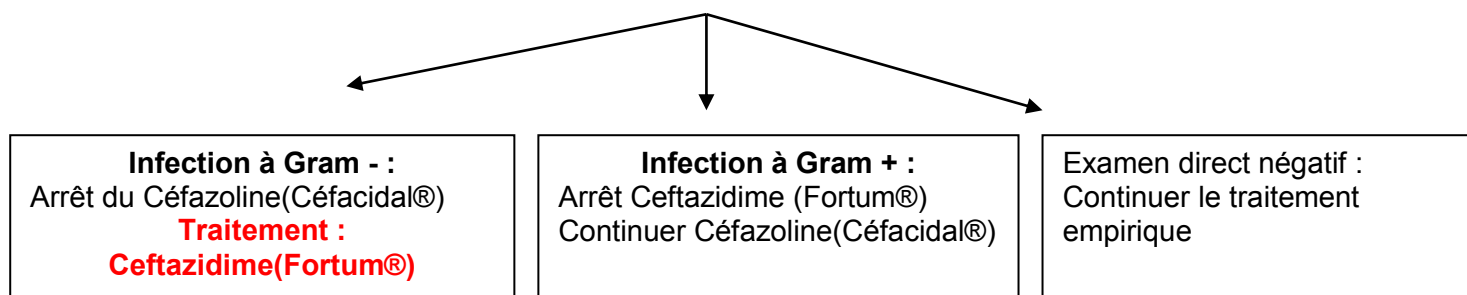 Infection à Gram - :
Arrêt du Céfazoline(Céfacidal®)
Traitement :
Ceftazidime(Fortum®)
Infection à Gram + :
Arrêt Ceftazidime (Fortum®)
Continuer Céfazoline(Céfacidal®)
Examen direct négatif :
Continuer le traitement
empirique